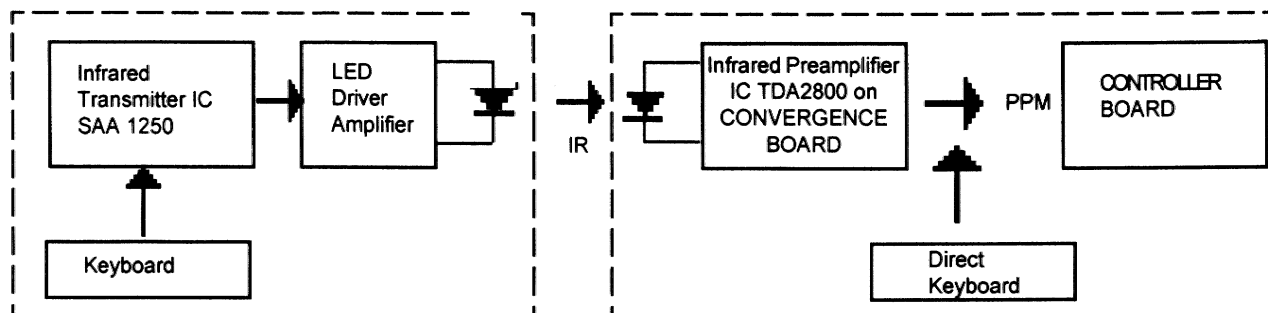 Infrared
Transmitter IC
SAA 1250
LED
Driver
Amplifier
IR
Infrared Preamplifier
IC TDA2800 on
CONVERGENCE
BOARD
PPM
CONTROLLER
BOARD
Keyboard
Direct
Keyboard